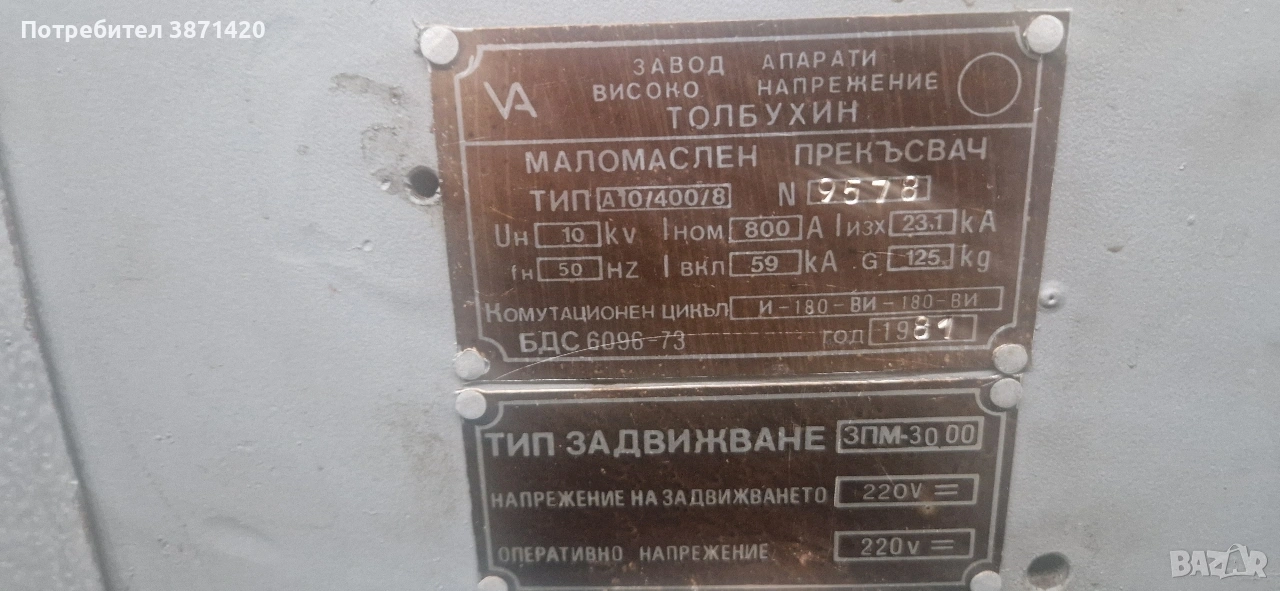 Потребител 3871420
VA
ЗАВОД АПАРАТИ
ВИСОКО НАПРЕЖЕНИЕ
ТОЛБУХИН
МАЛОМАСЛЕН ПРЕКЪСВАЧ
ТИП А10/400/8 N 9578
Uн 10 kv Iном 800 А Iизх 23,1 kA
fн 50 HZ I вкл 59 kA G 125 kg
Комутационен цикъл И-180-ВИ-180-ВИ
БДС 6096-73 год 1981
ТИП ЗАДВИЖВАНЕ ЗПМ-3000
НАПРЕЖЕНИЕ НА ЗАДВИЖВАНЕТО 220V =
ОПЕРАТИВНО НАПРЕЖЕНИЕ 220V =
BAZAR